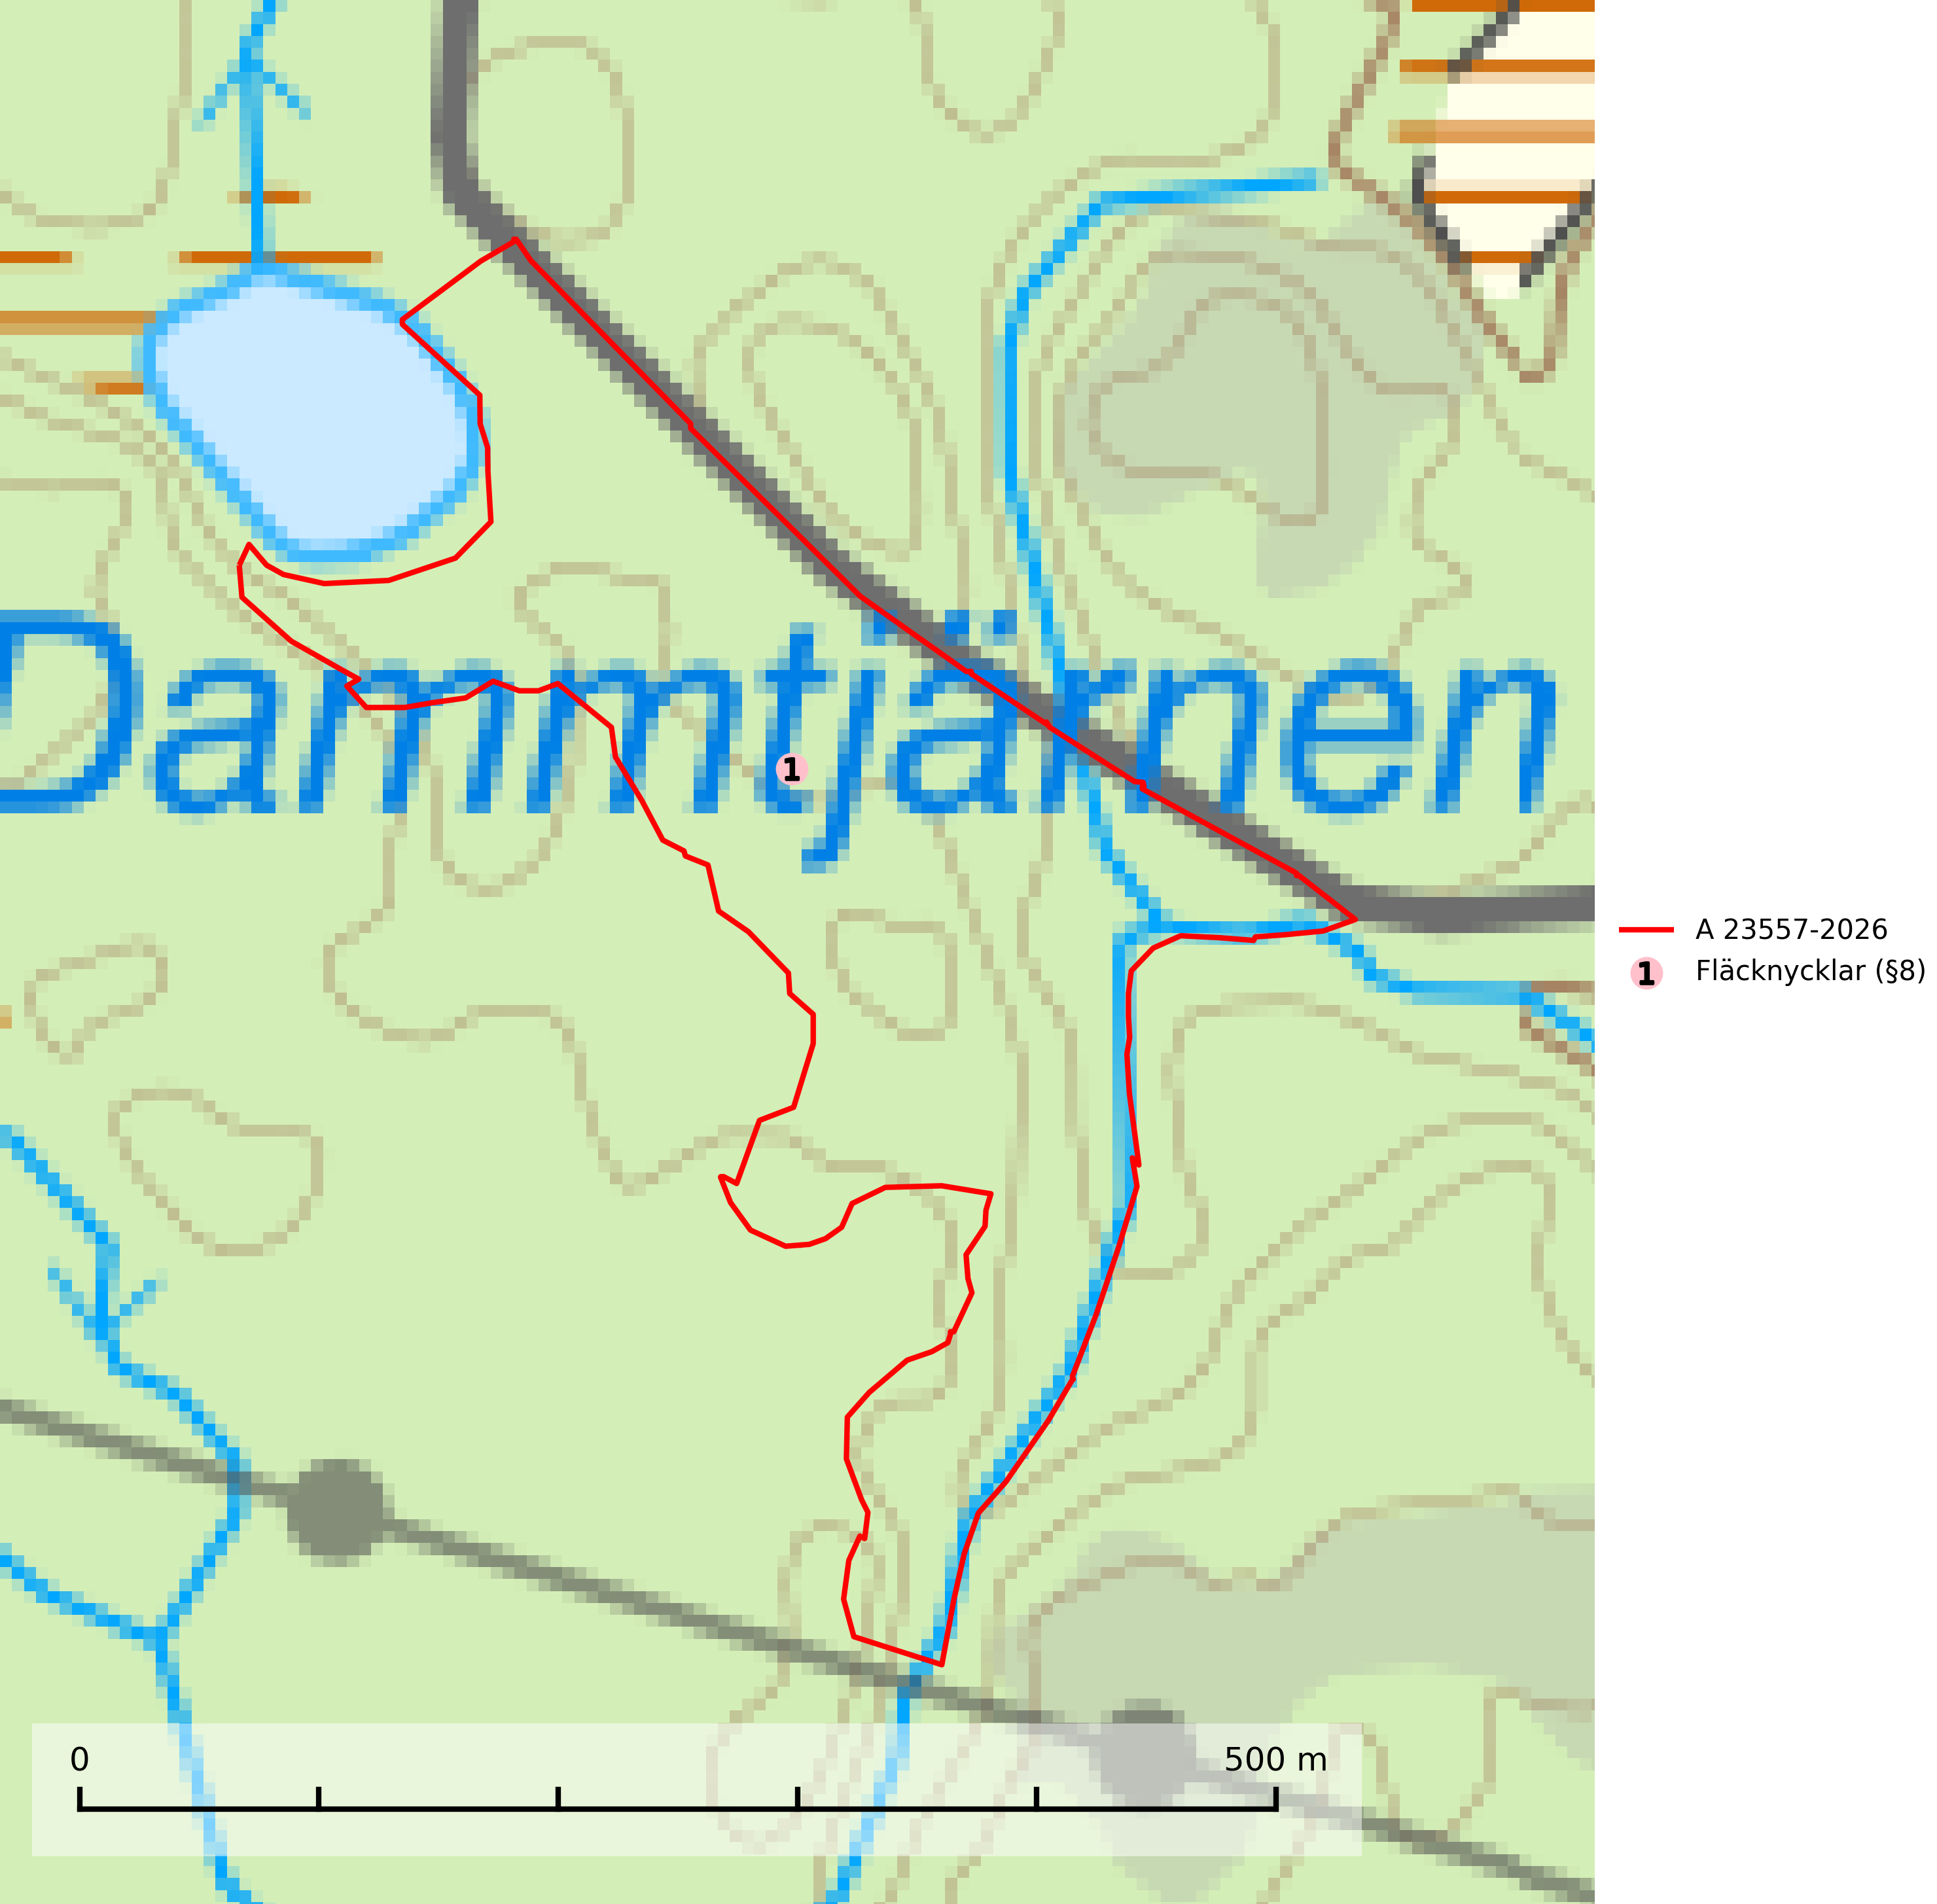 Dammtjärnen
1
A 23557-2026
1 Fläcknycklar (§8)
0 500 m